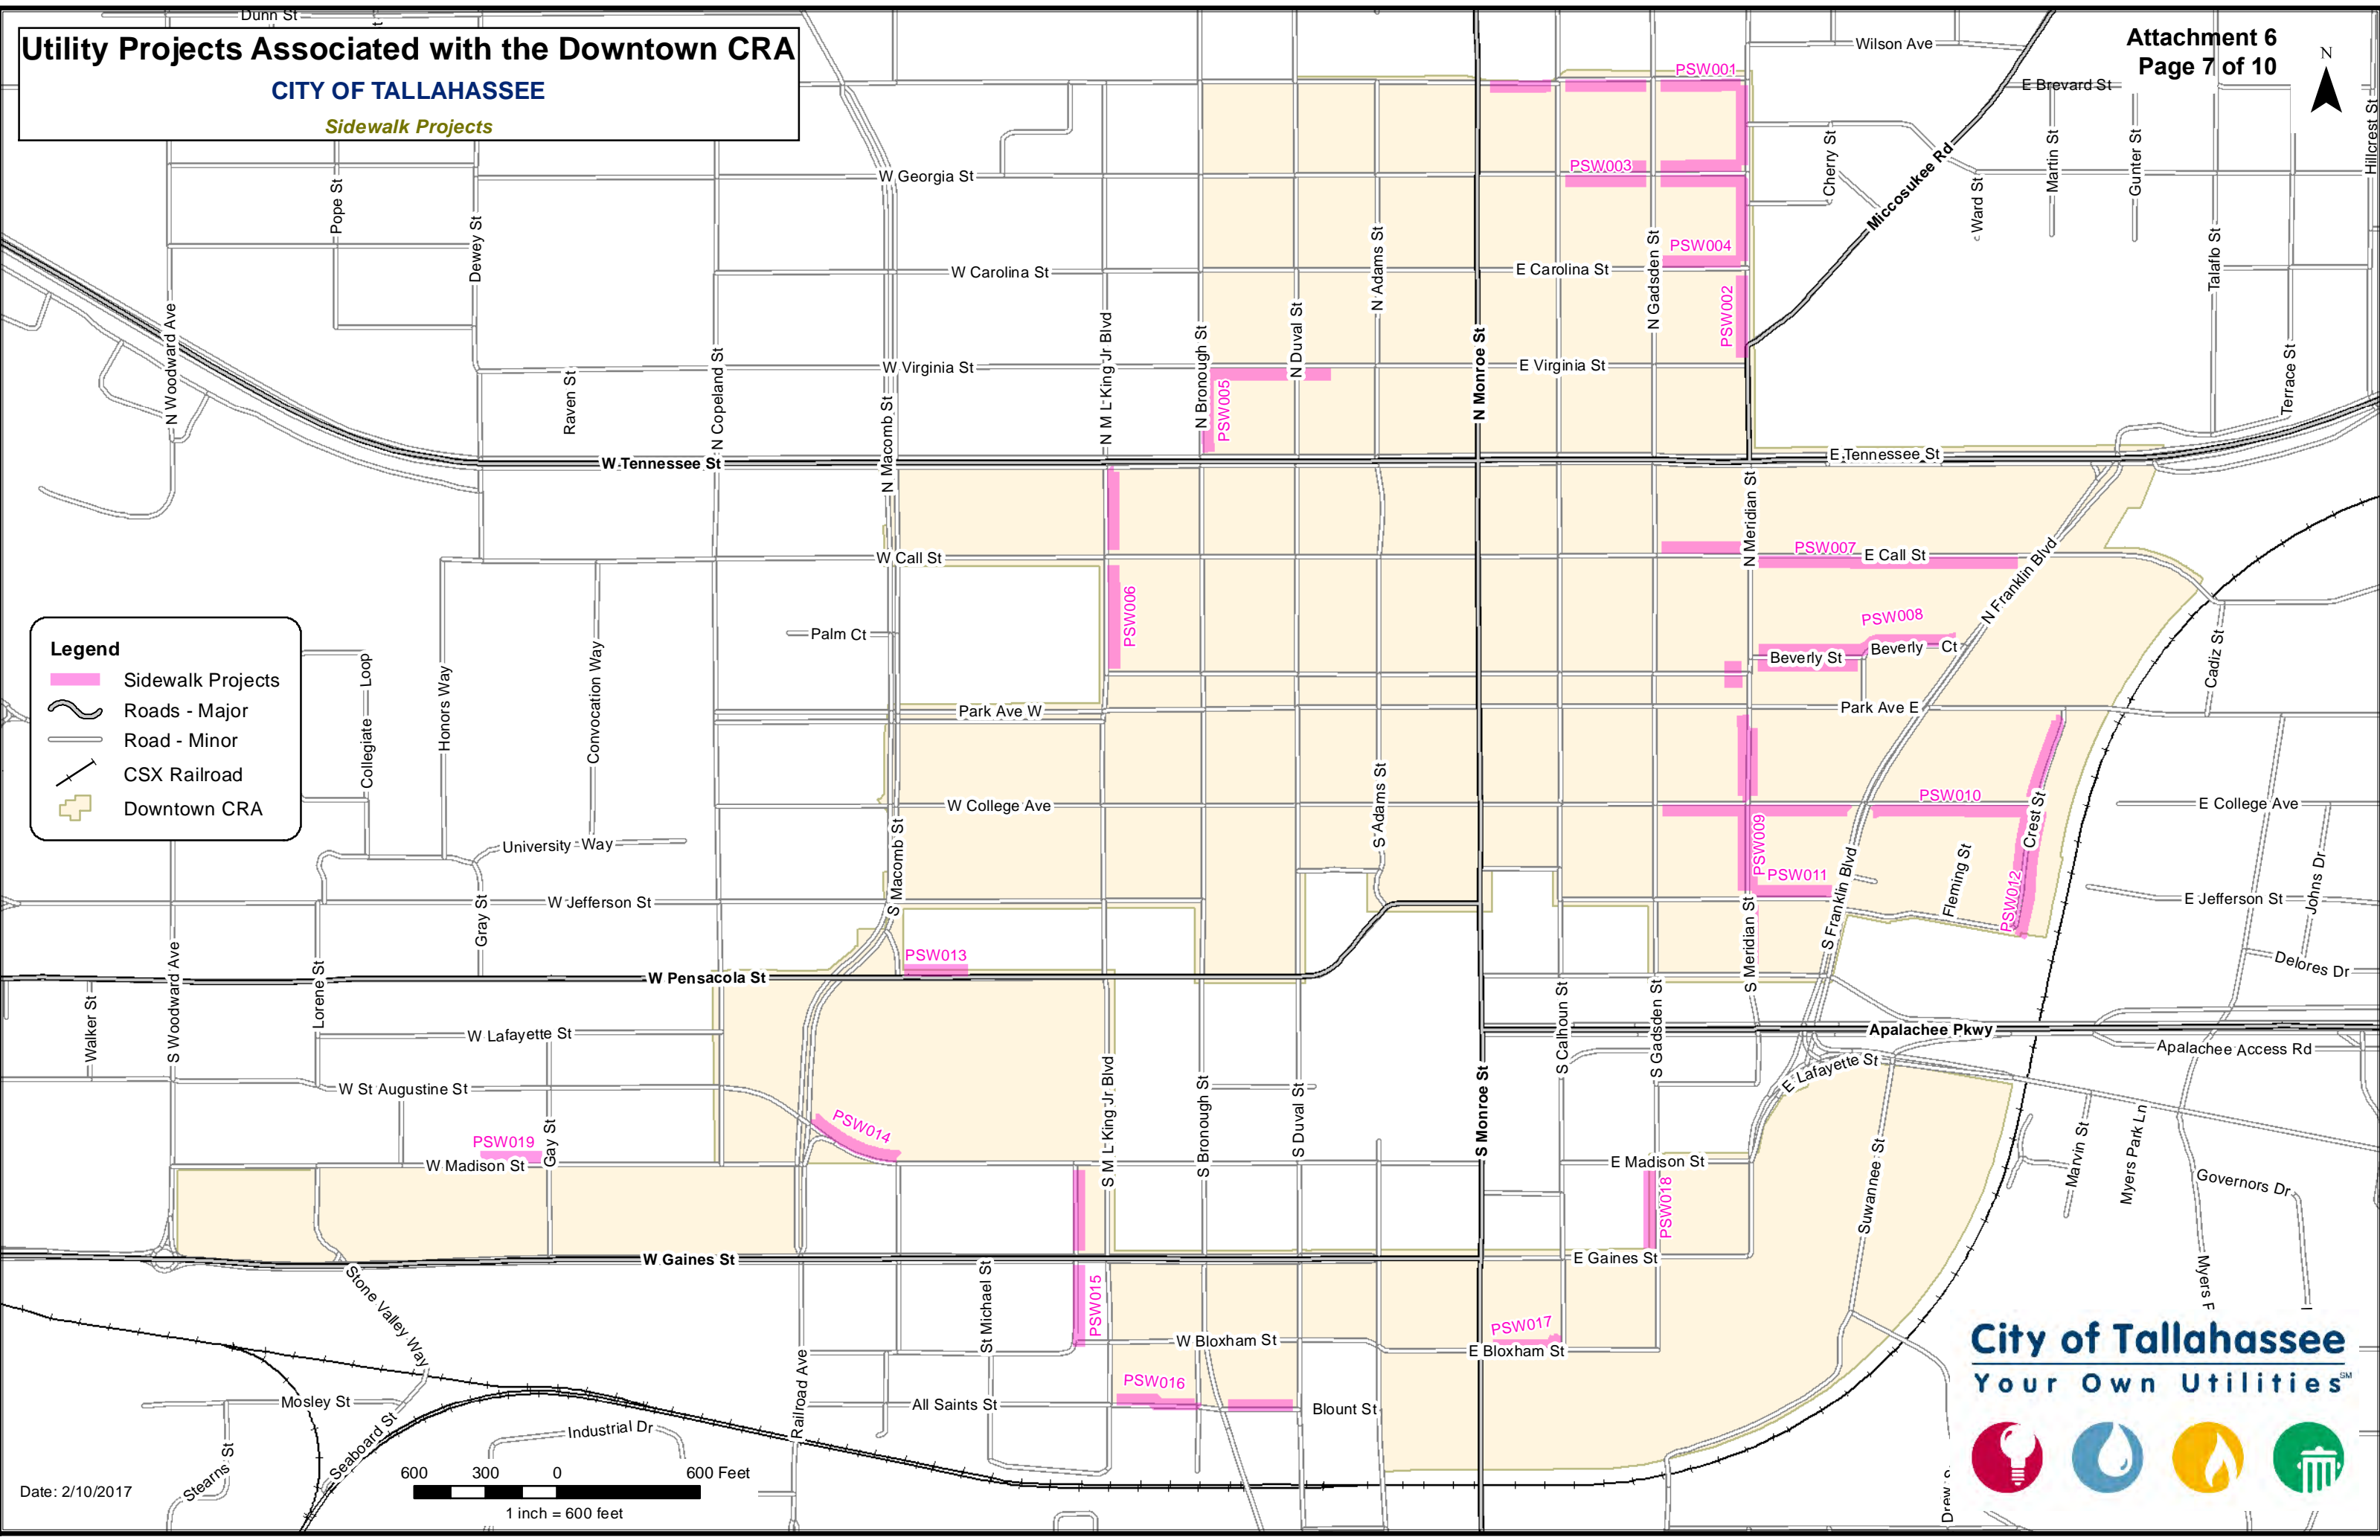 Utility Projects Associated with the Downtown CRA
CITY OF TALLAHASSEE
Sidewalk Projects
Attachment 6
Page 7 of 10
N
Dunn St
Wilson Ave
E Brevard St
PSW001
PSW003
PSW004
PSW002
W Georgia St
W Carolina St
E Carolina St
W Virginia St
E Virginia St
Pope St
Dewey St
N Woodward Ave
Raven St
N Copeland St
N Macomb St
N M L King Jr Blvd
N Bronough St
N Duval St
N Adams St
N Monroe St
N Gadsden St
Cherry St
Miccosukee Rd
Ward St
Martin St
Gunter St
Talaflo St
Terrace St
Hillcrest St
PSW005
W Tennessee St
E Tennessee St
N Meridian St
W Call St
PSW007
E Call St
N Franklin Blvd
PSW006
PSW008
Beverly St
Beverly Ct
Palm Ct
Cadiz St
Park Ave W
Park Ave E
Legend
Sidewalk Projects
Roads - Major
Road - Minor
CSX Railroad
Downtown CRA
Collegiate Loop
Honors Way
Convocation Way
W College Ave
PSW010
E College Ave
S Adams St
S Macomb St
PSW009
PSW011
S Franklin Blvd
Fleming St
Crest St
PSW012
Johns Dr
University Way
Gray St
W Jefferson St
E Jefferson St
S Meridian St
Delores Dr
PSW013
W Pensacola St
Walker St
S Woodward Ave
Lorene St
W Lafayette St
S Calhoun St
S Gadsden St
Apalachee Pkwy
Apalachee Access Rd
E Lafayette St
W St Augustine St
PSW014
S M L King Jr Blvd
S Bronough St
S Duval St
S Monroe St
PSW019
Gay St
W Madison St
E Madison St
PSW018
Suwannee St
Marvin St
Myers Park Ln
Governors Dr
W Gaines St
E Gaines St
Stone Valley Way
St Michael St
PSW015
W Bloxham St
PSW017
E Bloxham St
Myers F
PSW016
All Saints St
Blount St
Mosley St
Railroad Ave
Industrial Dr
Seaboard St
Stearns St
Drew S
600 300 0 600 Feet
1 inch = 600 feet
Date: 2/10/2017
City of Tallahassee
Your Own Utilities SM